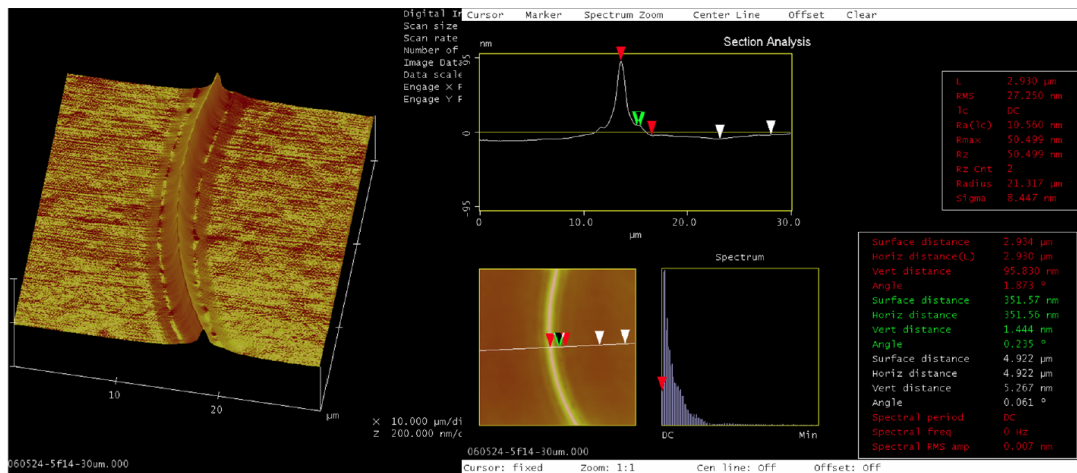 Digital In
Scan size
Scan rate
Number of
Image Data
Data scale
Engage X P
Engage Y P
10
20
µm
X 10.000 µm/di
Z 200.000 nm/d
060524-5f14-30um.000
Cursor Marker Spectrum Zoom Center Line Offset Clear
Section Analysis
nm
95
0
-95
0 10.0 20.0 30.0
µm
L 2.930 µm
RMS 27.250 nm
lc DC
Ra(lc) 10.560 nm
Rmax 50.499 nm
Rz 50.499 nm
Rz Cnt 2
Radius 21.317 µm
Sigma 8.447 nm
Spectrum
DC Min
060524-5f14-30um.000
Surface distance 2.934 µm
Horiz distance(L) 2.930 µm
Vert distance 95.830 nm
Angle 1.873 °
Surface distance 351.57 nm
Horiz distance 351.56 nm
Vert distance 1.444 nm
Angle 0.235 °
Surface distance 4.922 µm
Horiz distance 4.922 µm
Vert distance 5.267 nm
Angle 0.061 °
Spectral period DC
Spectral freq 0 Hz
Spectral RMS amp 0.007 nm
Cursor: fixed Zoom: 1:1 Cen line: Off Offset: Off